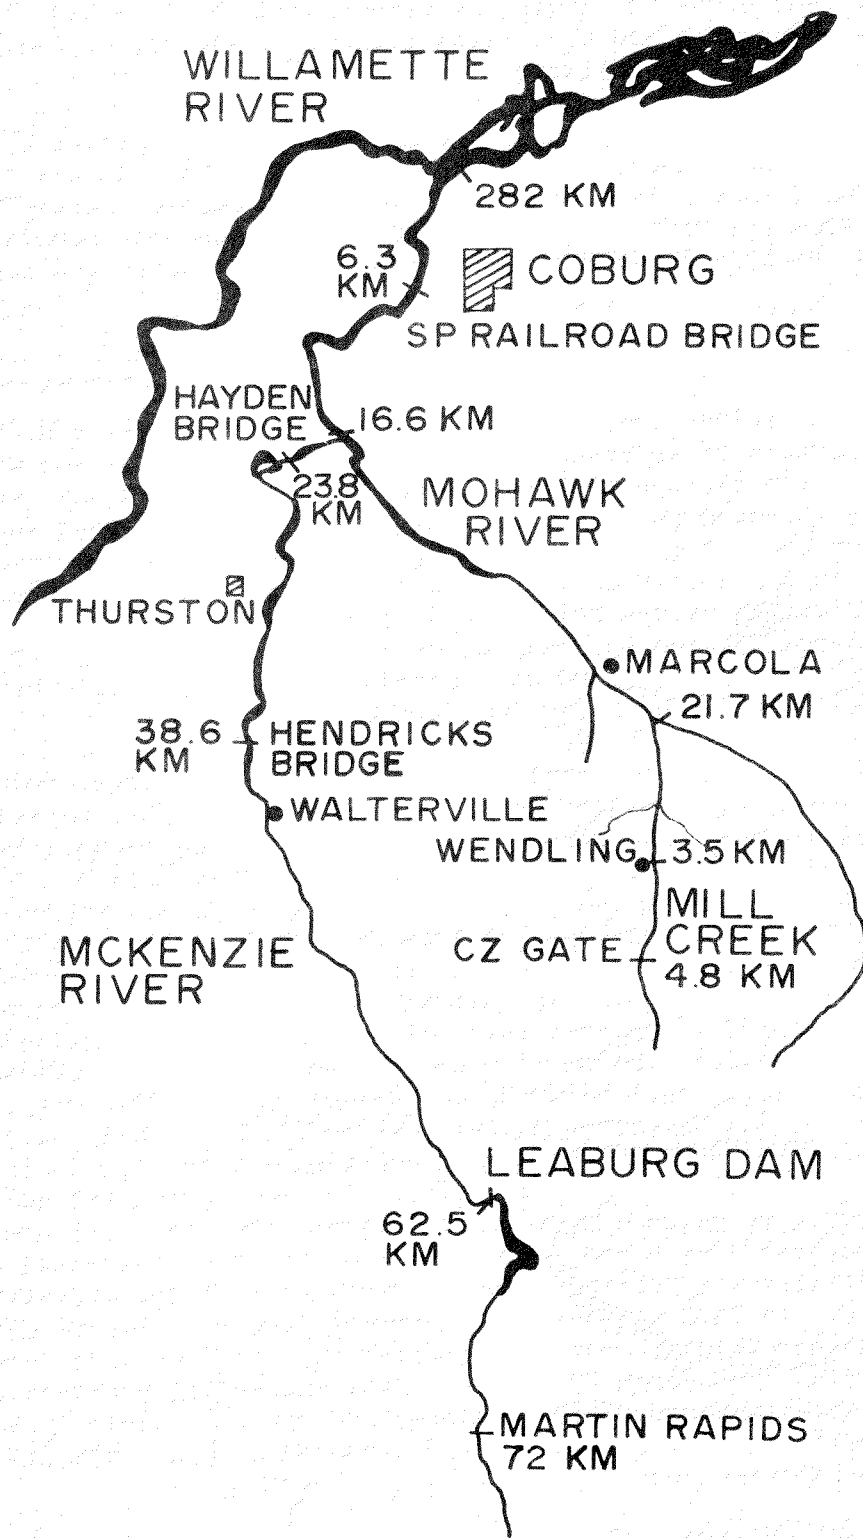 WILLAMETTE
RIVER
282 KM
6.3
KM
COBURG
SP RAILROAD BRIDGE
HAYDEN
BRIDGE
16.6 KM
23.8
KM
MOHAWK
RIVER
THURSTON
MARCOLA
21.7 KM
38.6
KM
HENDRICKS
BRIDGE
WALTERVILLE
WENDLING
3.5 KM
MILL
CREEK
4.8 KM
CZ GATE
MCKENZIE
RIVER
LEABURG DAM
62.5
KM
MARTIN RAPIDS
72 KM